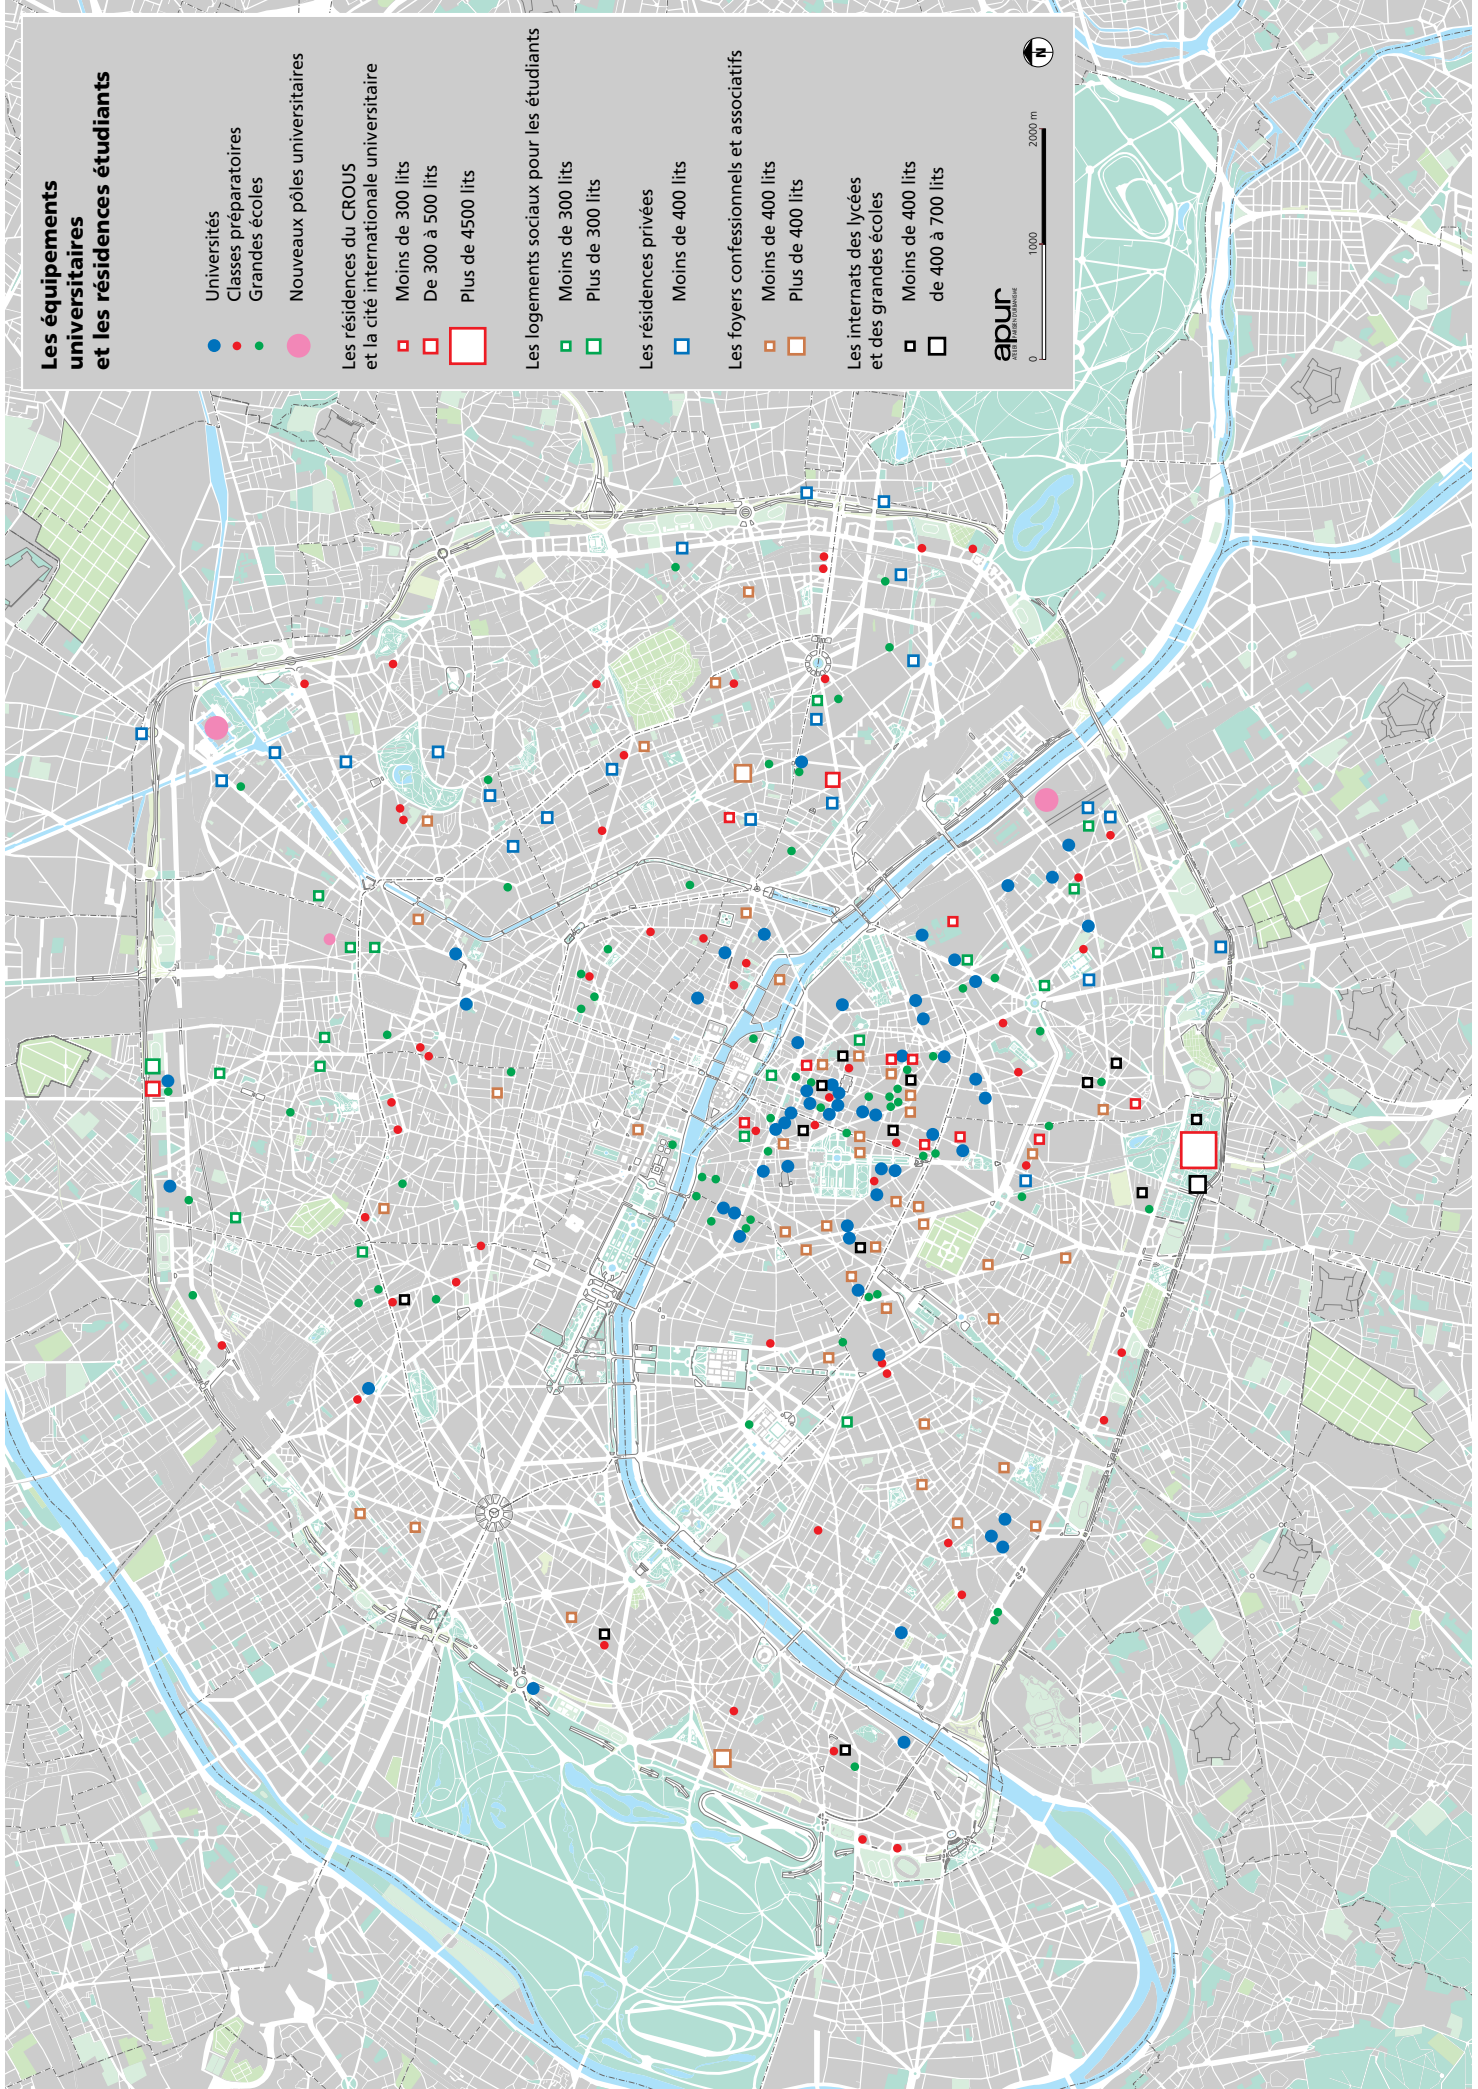 Les équipements
universitaires
et les résidences étudiants
Universités
Classes préparatoires
Grandes écoles
Nouveaux pôles universitaires
Les résidences du CROUS
et la cité internationale universitaire
Moins de 300 lits
De 300 à 500 lits
Plus de 4500 lits
Les logements sociaux pour les étudiants
Moins de 300 lits
Plus de 300 lits
Les résidences privées
Moins de 400 lits
Les foyers confessionnels et associatifs
Moins de 400 lits
Plus de 400 lits
Les internats des lycées
et des grandes écoles
Moins de 400 lits
de 400 à 700 lits
apur
ATELIER PARISIEN D'URBANISME
0 1000 2000 m
N